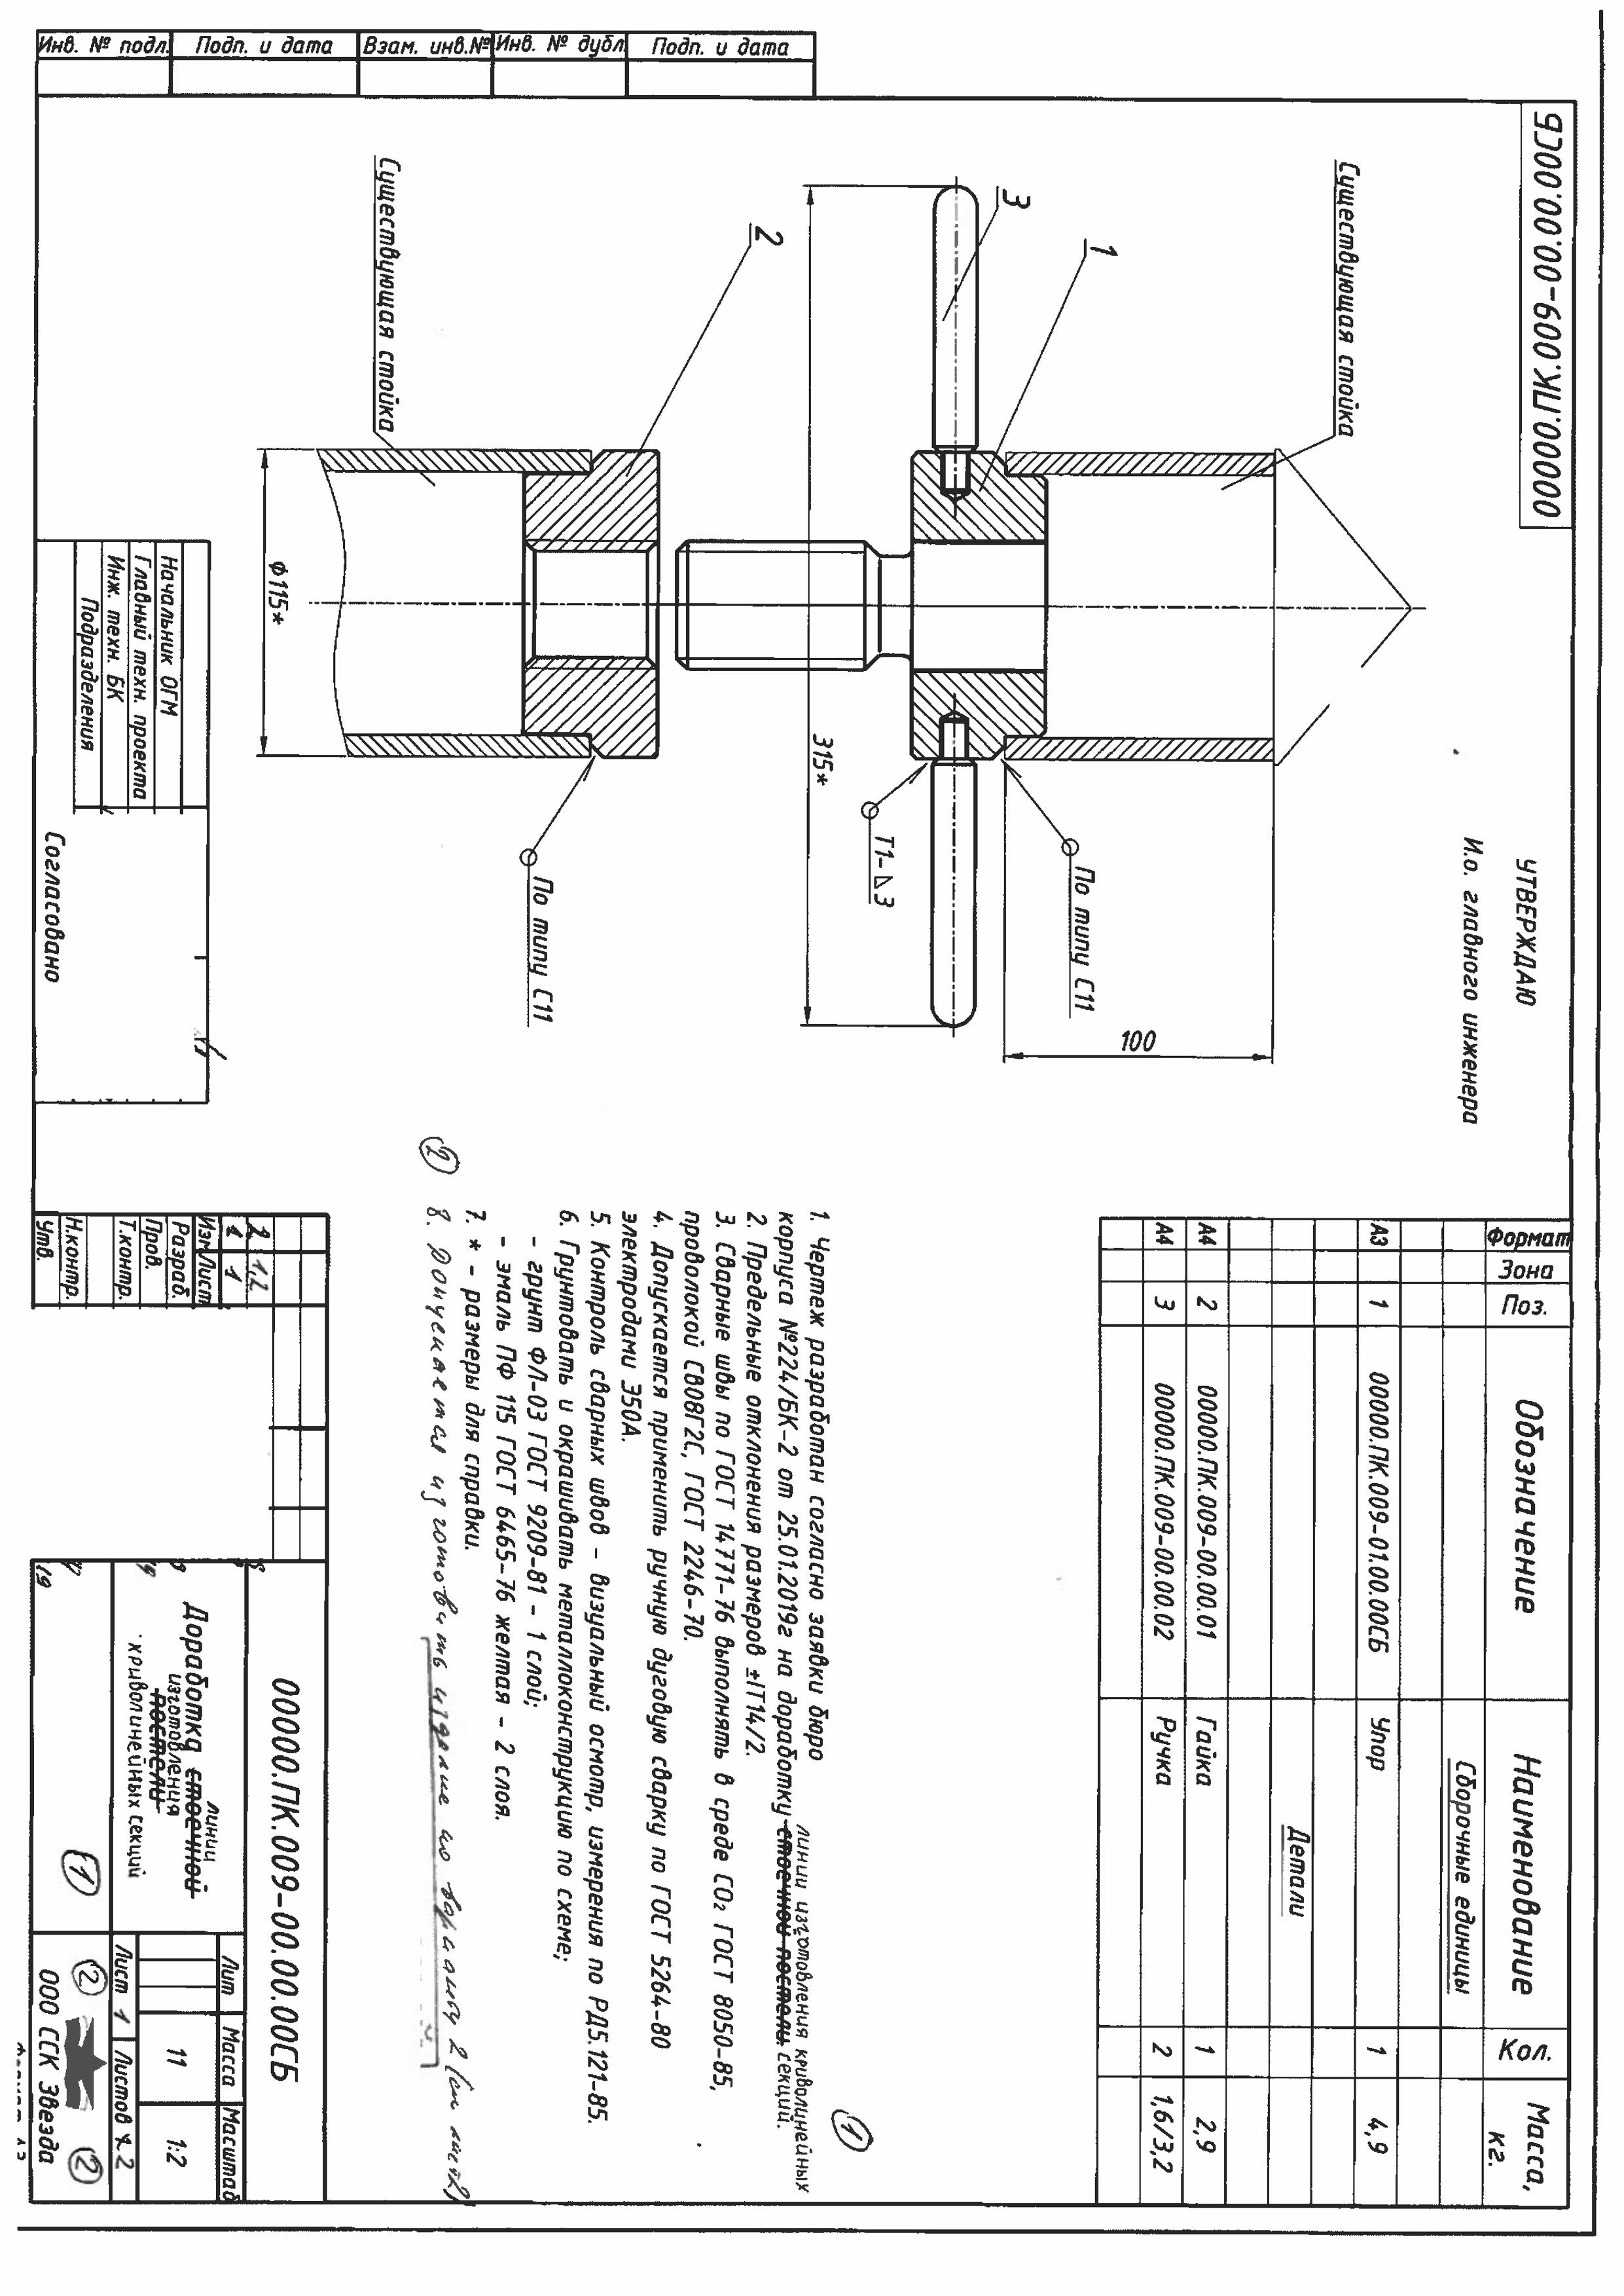 00000.ПК.009-00.00.00СБ
Инв. № подл.
Подп. и дата
Взам. инв.№
Инв. № дубл
Подп. и дата
УТВЕРЖДАЮ
И.о. главного инженера
Существующая стойка
1
3
2
Существующая стойка
100
По типу С11
Т1-⊿3
315*
По типу С11
ϕ115*
Формат
Зона
Поз.
Обозначение
Наименование
Кол.
Масса, кг.
Сборочные единицы
А3 1 00000.ПК.009-01.00.00СБ Упор 1 4,9
Детали
А4 2 00000.ПК.009-00.00.01 Гайка 1 2,9
А4 3 00000.ПК.009-00.00.02 Ручка 2 1,6/3,2
1. Чертеж разработан согласно заявки бюро
линии изготовления криволинейных
корпуса №224/БК-2 от 25.01.2019г на доработку стоечной постели секций.
1
2. Предельные отклонения размеров ±IT14/2.
3. Сварные швы по ГОСТ 14771-76 выполнять в среде СО₂ ГОСТ 8050-85,
проволокой СВ08Г2С, ГОСТ 2246-70.
4. Допускается применить ручную дуговую сварку по ГОСТ 5264-80
электродами Э50А.
5. Контроль сварных швов - визуальный осмотр, измерения по РД5.121-85.
6. Грунтовать и окрашивать металлоконструкцию по схеме;
- грунт ФЛ-03 ГОСТ 9209-81 - 1 слой;
- эмаль ПФ 115 ГОСТ 6465-76 желтая - 2 слоя.
7. * - размеры для справки.
2 8. Допускается изготовить изделие по варианту 2 (см лист2)
Начальник ОГМ
Главный техн. проекта
Инж. техн. БК
Подразделения
Согласовано
2 1,2
1 1
Изм Лист
Разраб.
Пров.
Т.контр.
Н.контр.
Утв.
00000.ПК.009-00.00.00СБ
линии
Доработка стоечной
изготовления
постели
криволинейных секций
1
Лит Масса Масштаб
11 1:2
Лист 1 Листов 2
2
2
ООО ССК Звезда